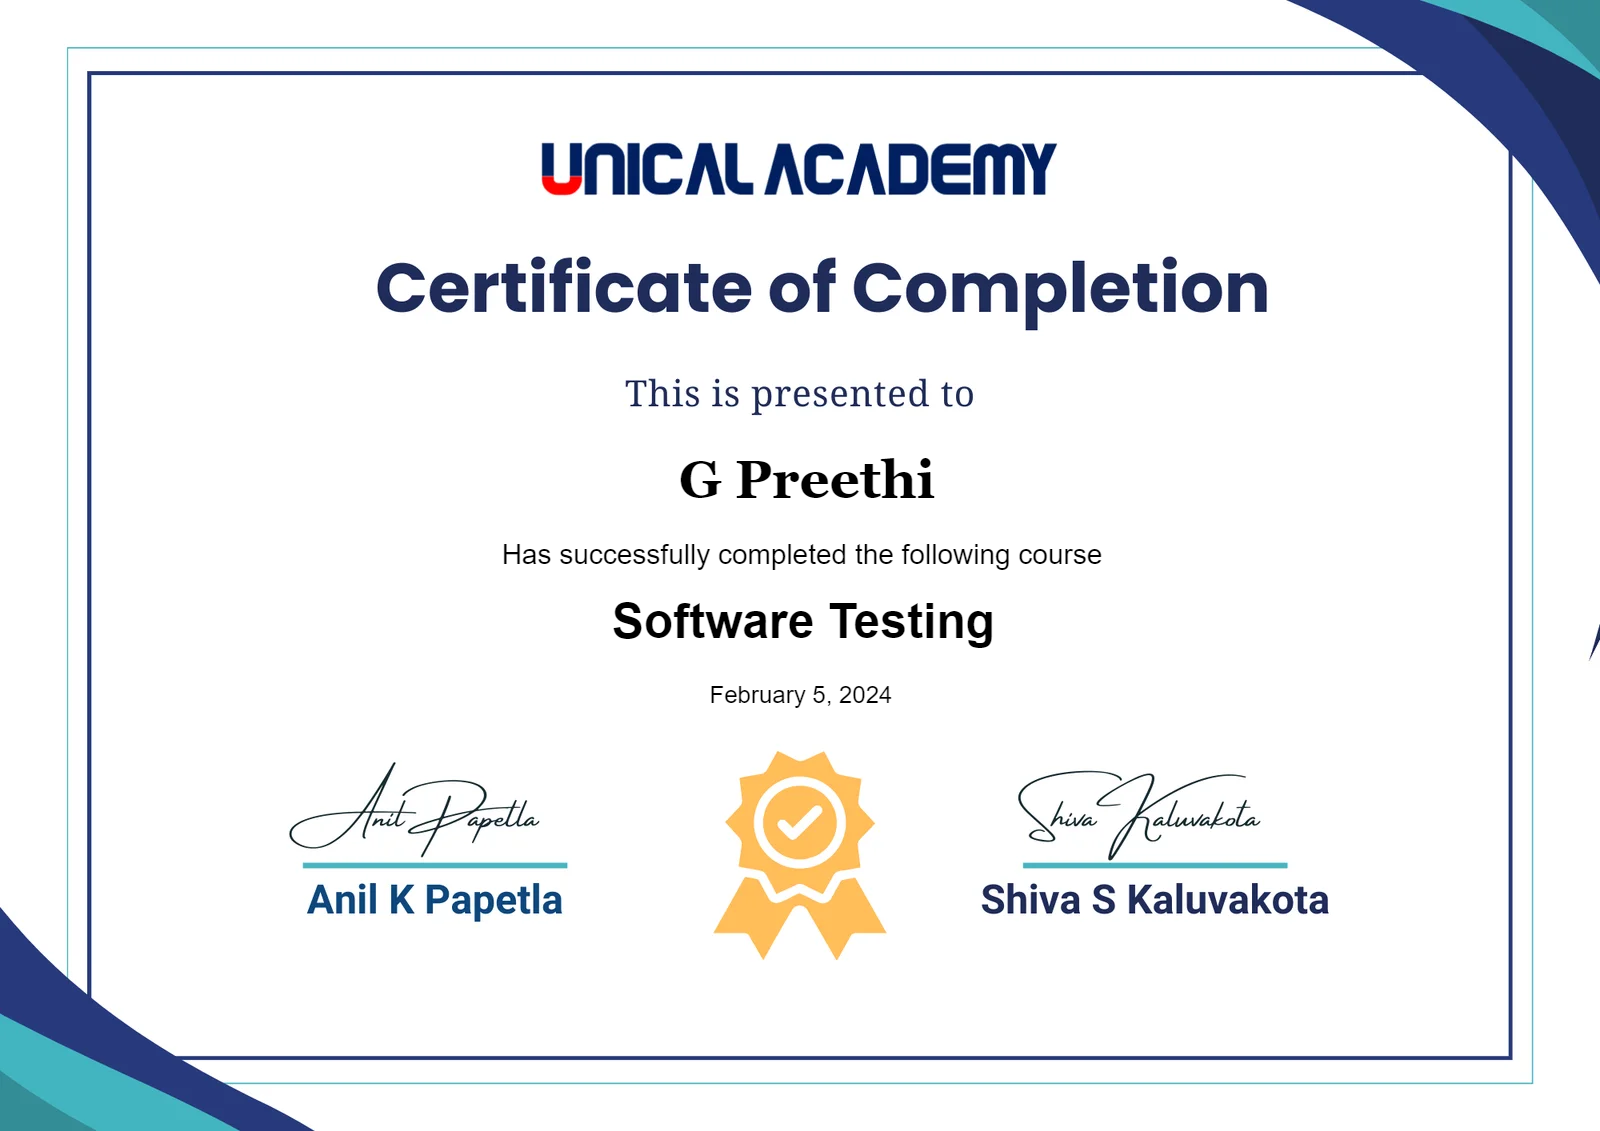 UNICAL ACADEMY
Certificate of Completion
This is presented to
G Preethi
Has successfully completed the following course
Software Testing
February 5, 2024
Anil Papetla
Shiva Kaluvakota
Anil K Papetla
Shiva S Kaluvakota